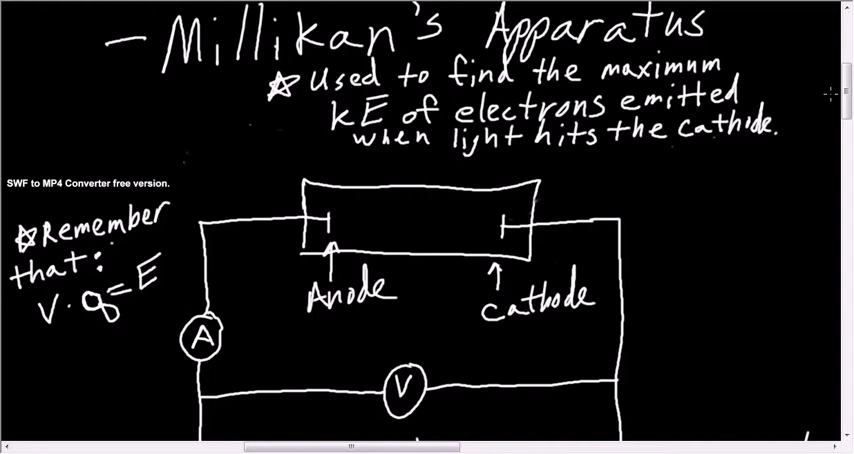 - Millikan's Apparatus
☆ Used to find the maximum
KE of electrons emitted
when light hits the cathode.
SWF to MP4 Converter free version.
☆ Remember
that:
V · q = E
Anode
Cathode
A
V